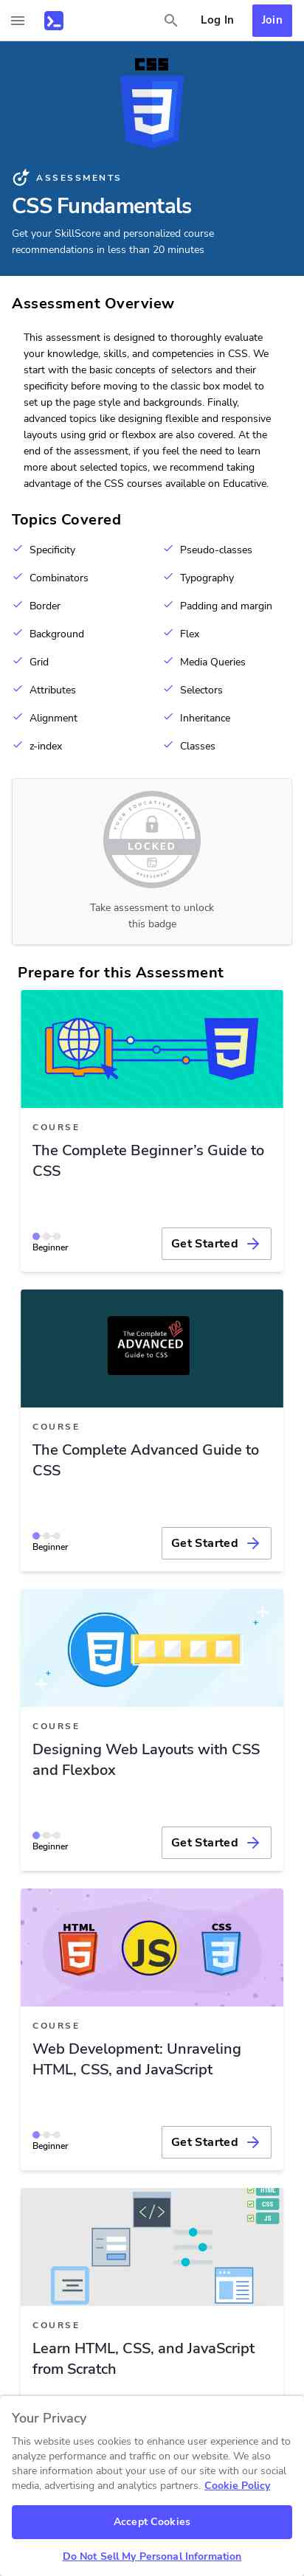 Log In
Join
CSS
ASSESSMENTS
CSS Fundamentals
Get your SkillScore and personalized course
recommendations in less than 20 minutes
Assessment Overview
This assessment is designed to thoroughly evaluate
your knowledge, skills, and competencies in CSS. We
start with the basic concepts of selectors and their
specificity before moving to the classic box model to
set up the page style and backgrounds. Finally,
advanced topics like designing flexible and responsive
layouts using grid or flexbox are also covered. At the
end of the assessment, if you feel the need to learn
more about selected topics, we recommend taking
advantage of the CSS courses available on Educative.
Topics Covered
Specificity
Pseudo-classes
Combinators
Typography
Border
Padding and margin
Background
Flex
Grid
Media Queries
Attributes
Selectors
Alignment
Inheritance
z-index
Classes
YOUR EDUCATIVE BADGE
LOCKED
ASSESSMENT
Take assessment to unlock
this badge
Prepare for this Assessment
COURSE
The Complete Beginner's Guide to
CSS
Beginner
Get Started
The Complete
ADVANCED
Guide to CSS
COURSE
The Complete Advanced Guide to
CSS
Beginner
Get Started
COURSE
Designing Web Layouts with CSS
and Flexbox
Beginner
Get Started
HTML
CSS
5
JS
3
COURSE
Web Development: Unraveling
HTML, CSS, and JavaScript
Beginner
Get Started
HTML
CSS
JS
</>
COURSE
Learn HTML, CSS, and JavaScript
from Scratch
Your Privacy
This website uses cookies to enhance user experience and to
analyze performance and traffic on our website. We also
share information about your use of our site with our social
media, advertising and analytics partners. Cookie Policy
Accept Cookies
Do Not Sell My Personal Information